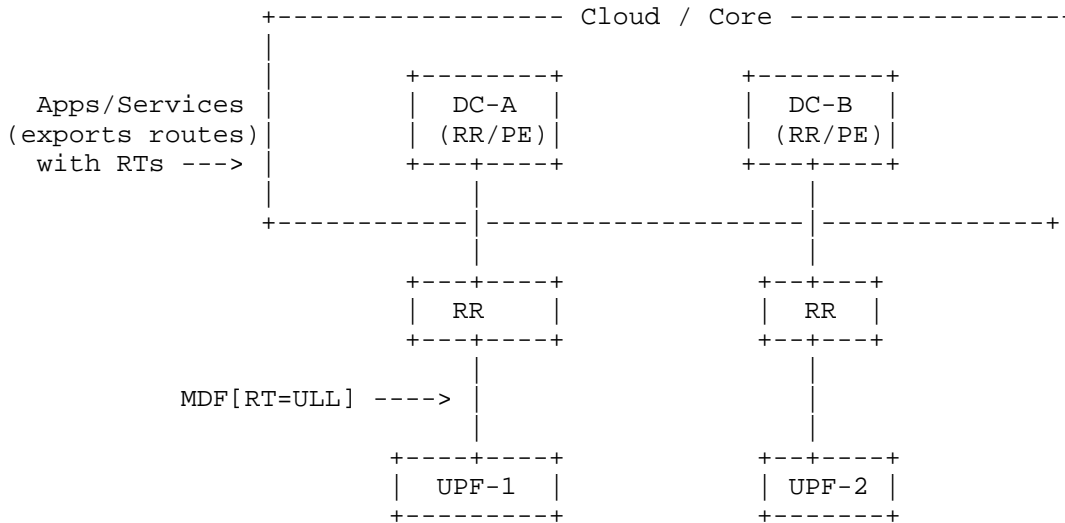 Cloud / Core
DC-A DC-B
Apps/Services
(exports routes) (RR/PE) (RR/PE)
with RTs --->
RR RR
MDF[RT=ULL] ---->
UPF-1 UPF-2